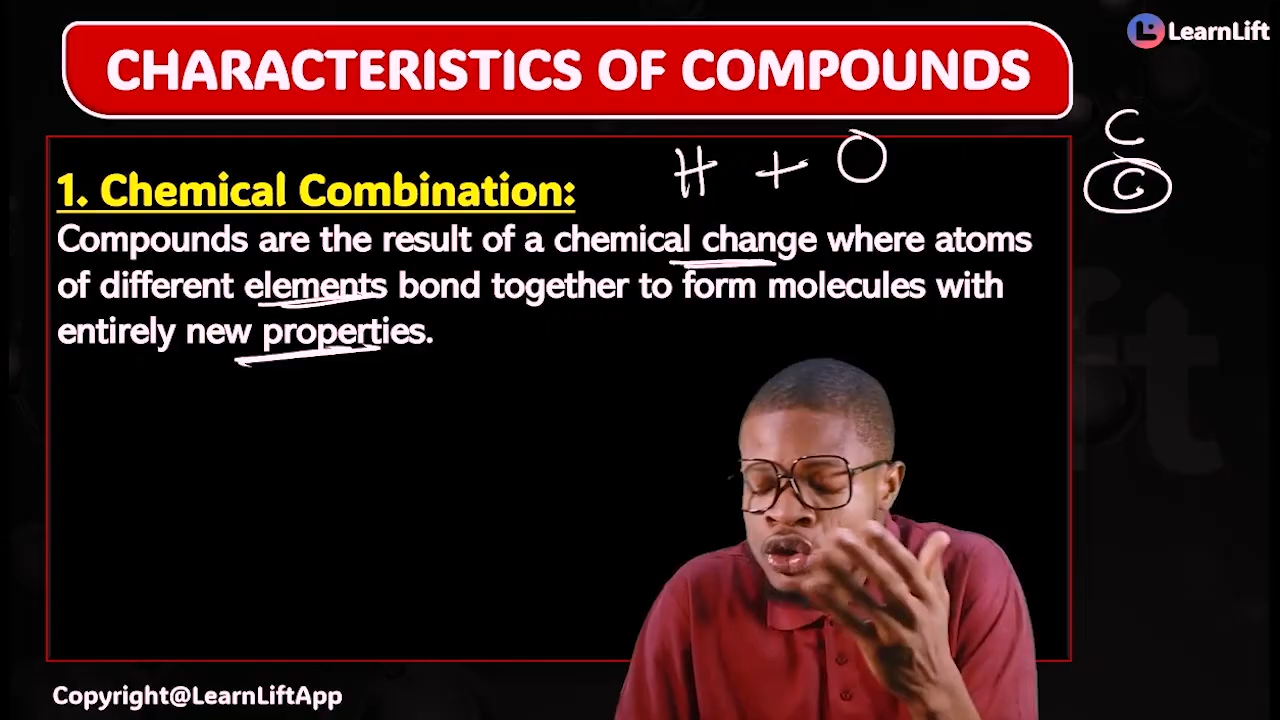 LearnLift
CHARACTERISTICS OF COMPOUNDS
C
C
H + O
1. Chemical Combination:
Compounds are the result of a chemical change where atoms
of different elements bond together to form molecules with
entirely new properties.
ft
Copyright@LearnLiftApp